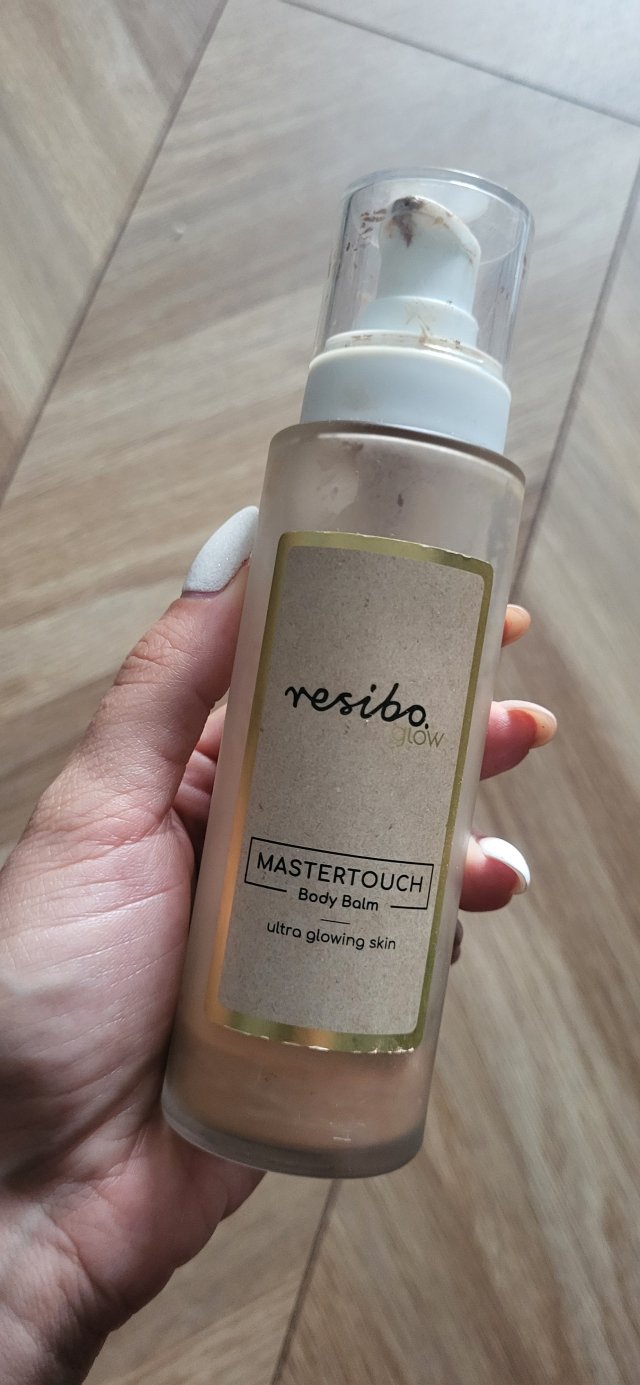 resibo.
glow
MASTERTOUCH
Body Balm
ultra glowing skin